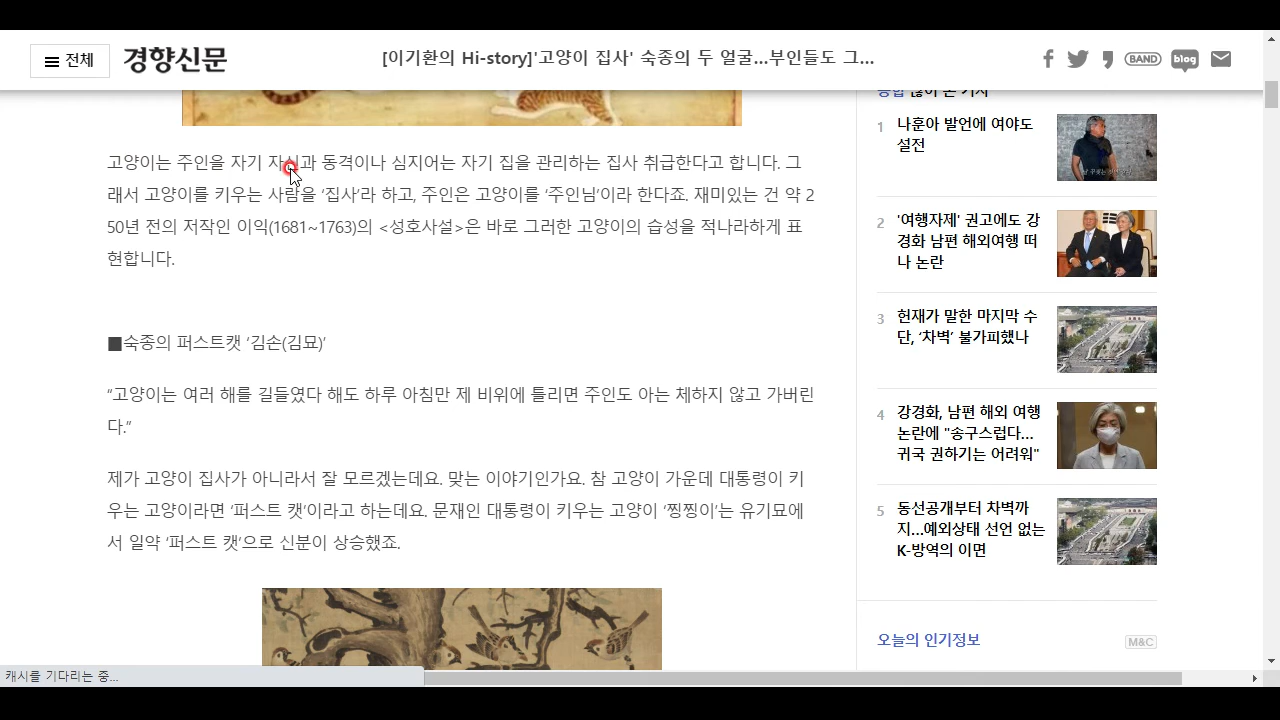 전체
경향신문
[이기환의 Hi-story]'고양이 집사' 숙종의 두 얼굴...부인들도 그...
BAND
blog
종합 많이 본 기사
고양이는 주인을 자기 자신과 동격이나 심지어는 자기 집을 관리하는 집사 취급한다고 합니다. 그
래서 고양이를 키우는 사람을 ‘집사’라 하고, 주인은 고양이를 ‘주인님’이라 한다죠. 재미있는 건 약 2
50년 전의 저작인 이익(1681~1763)의 <성호사설>은 바로 그러한 고양이의 습성을 적나라하게 표
현합니다.
■숙종의 퍼스트캣 ‘김손(김묘)’
“고양이는 여러 해를 길들였다 해도 하루 아침만 제 비위에 틀리면 주인도 아는 체하지 않고 가버린
다.”
제가 고양이 집사가 아니라서 잘 모르겠는데요. 맞는 이야기인가요. 참 고양이 가운데 대통령이 키
우는 고양이라면 ‘퍼스트 캣’이라고 하는데요. 문재인 대통령이 키우는 고양이 ‘찡찡이’는 유기묘에
서 일약 ‘퍼스트 캣’으로 신분이 상승했죠.
1 나훈아 발언에 여야도
설전
2 '여행자제' 권고에도 강
경화 남편 해외여행 떠
나 논란
3 헌재가 말한 마지막 수
단, ‘차벽’ 불가피했나
4 강경화, 남편 해외 여행
논란에 "송구스럽다...
귀국 권하기는 어려워"
5 동선공개부터 차벽까
지...예외상태 선언 없는
K-방역의 이면
오늘의 인기정보
M&C
캐시를 기다리는 중...